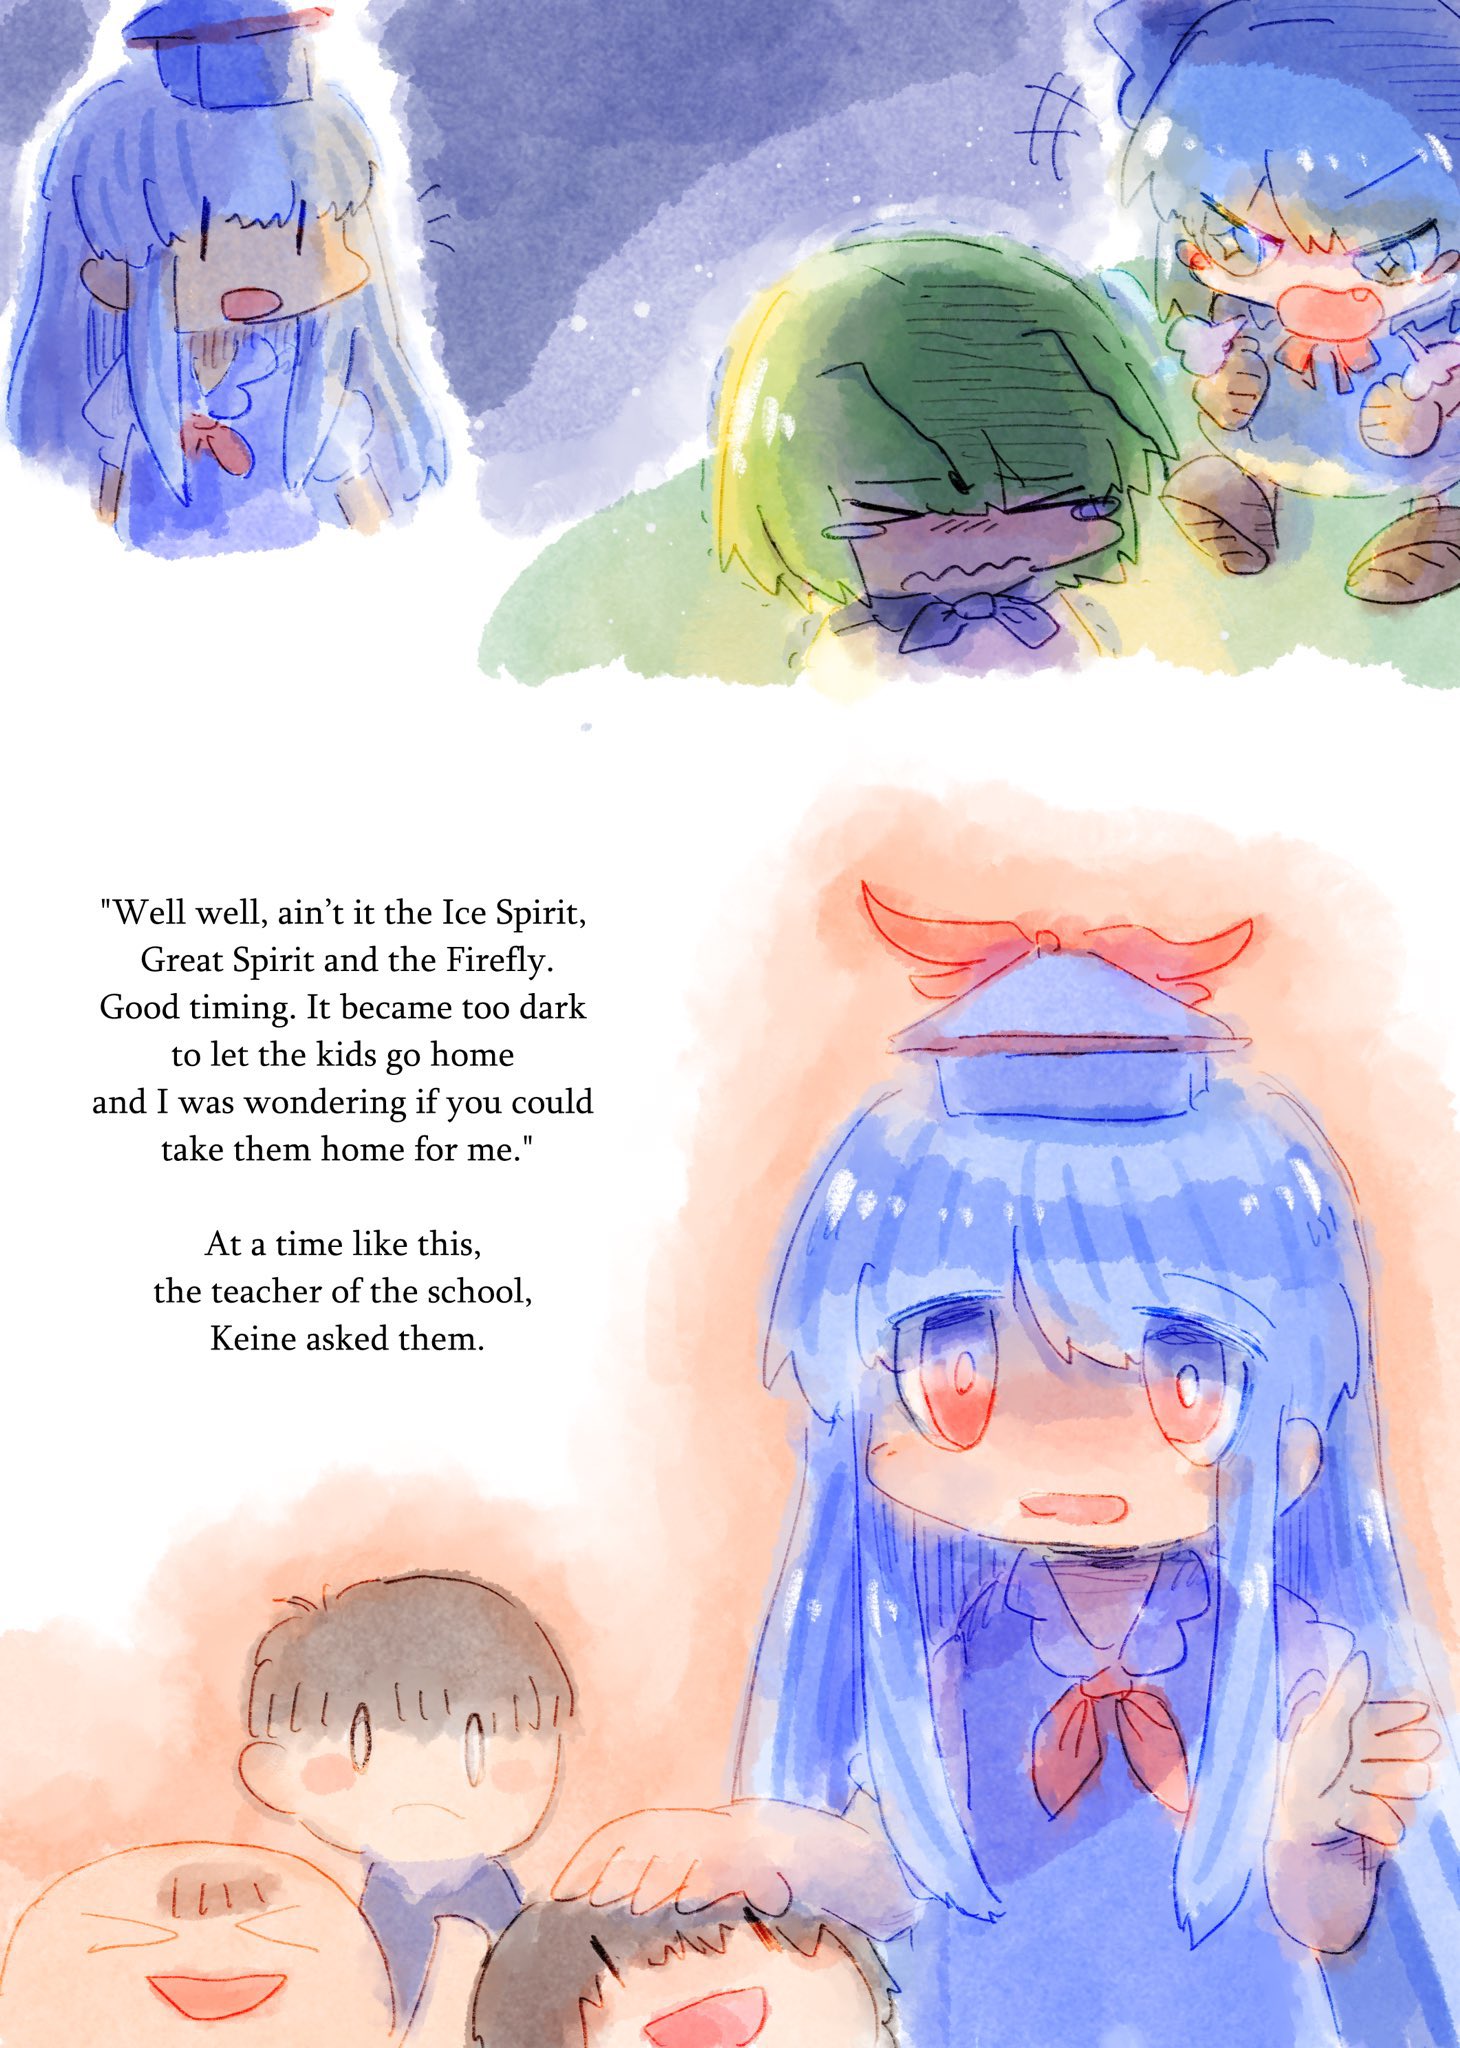 "Well well, ain’t it the Ice Spirit,
Great Spirit and the Firefly.
Good timing. It became too dark
to let the kids go home
and I was wondering if you could
take them home for me."
At a time like this,
the teacher of the school,
Keine asked them.